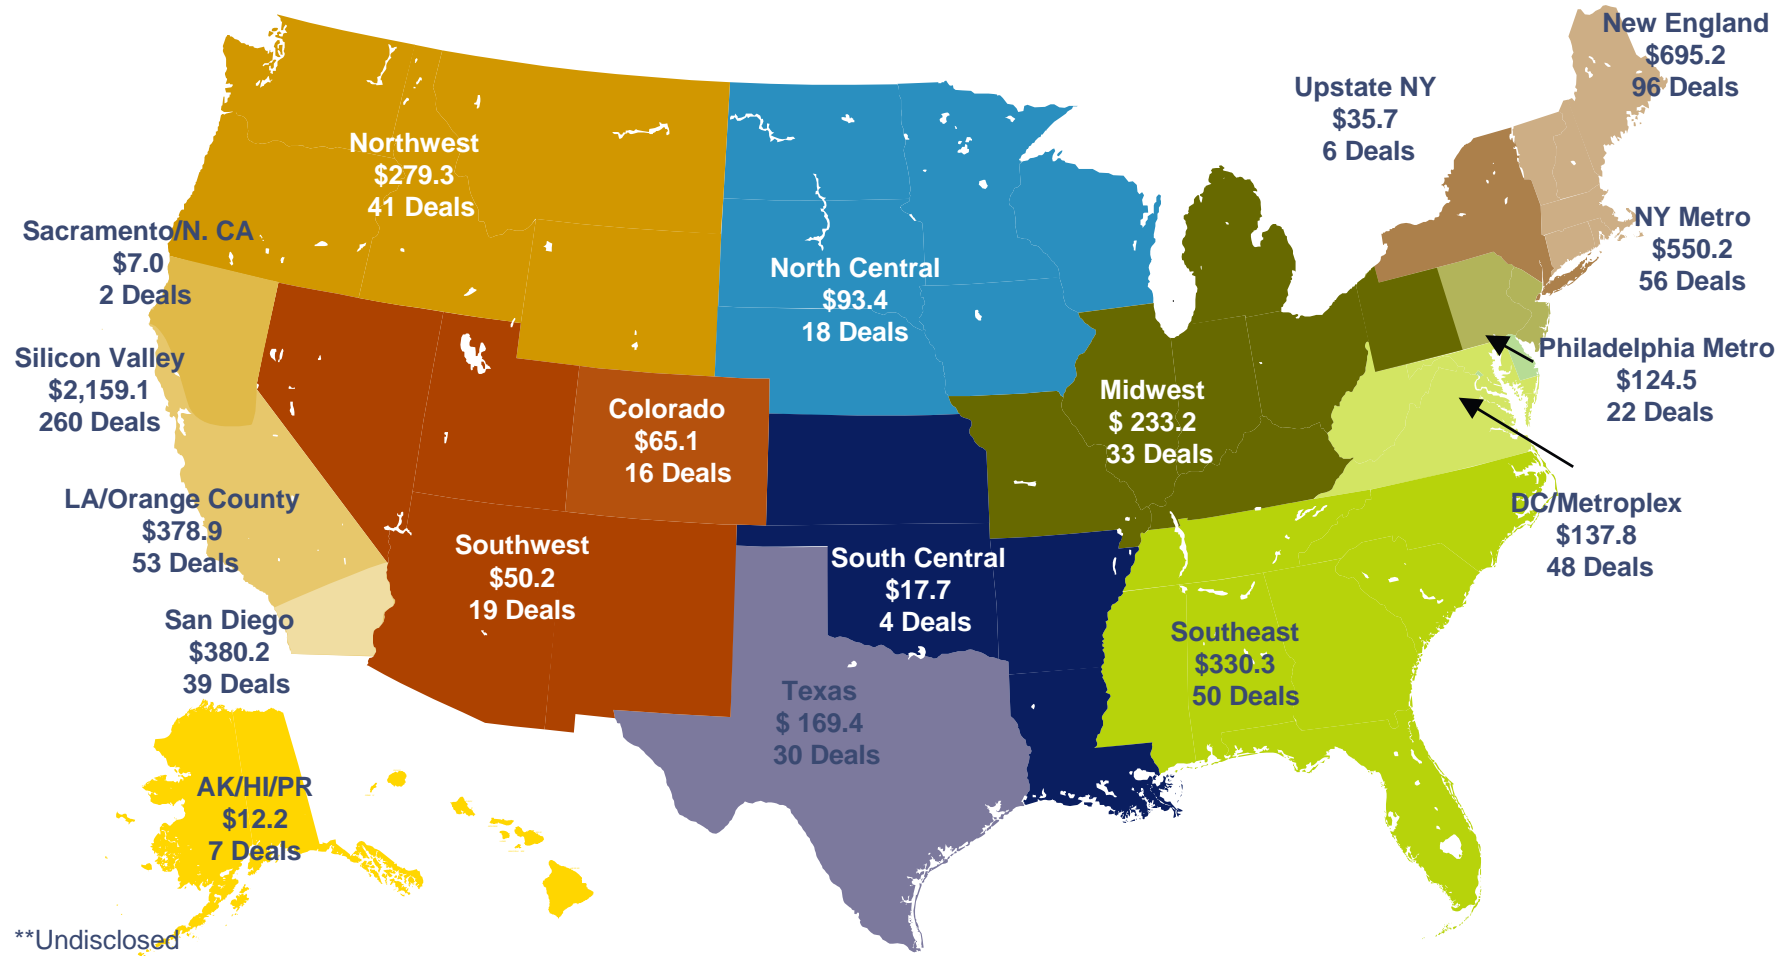 New England
$695.2
96 Deals
Upstate NY
$35.7
6 Deals
Northwest
$279.3
41 Deals
Sacramento/N. CA
$7.0
2 Deals
NY Metro
$550.2
56 Deals
North Central
$93.4
18 Deals
Silicon Valley
$2,159.1
260 Deals
Philadelphia Metro
$124.5
22 Deals
Midwest
$ 233.2
33 Deals
Colorado
$65.1
16 Deals
LA/Orange County
$378.9
53 Deals
DC/Metroplex
$137.8
48 Deals
Southwest
$50.2
19 Deals
South Central
$17.7
4 Deals
San Diego
$380.2
39 Deals
Southeast
$330.3
50 Deals
Texas
$ 169.4
30 Deals
AK/HI/PR
$12.2
7 Deals
**Undisclosed